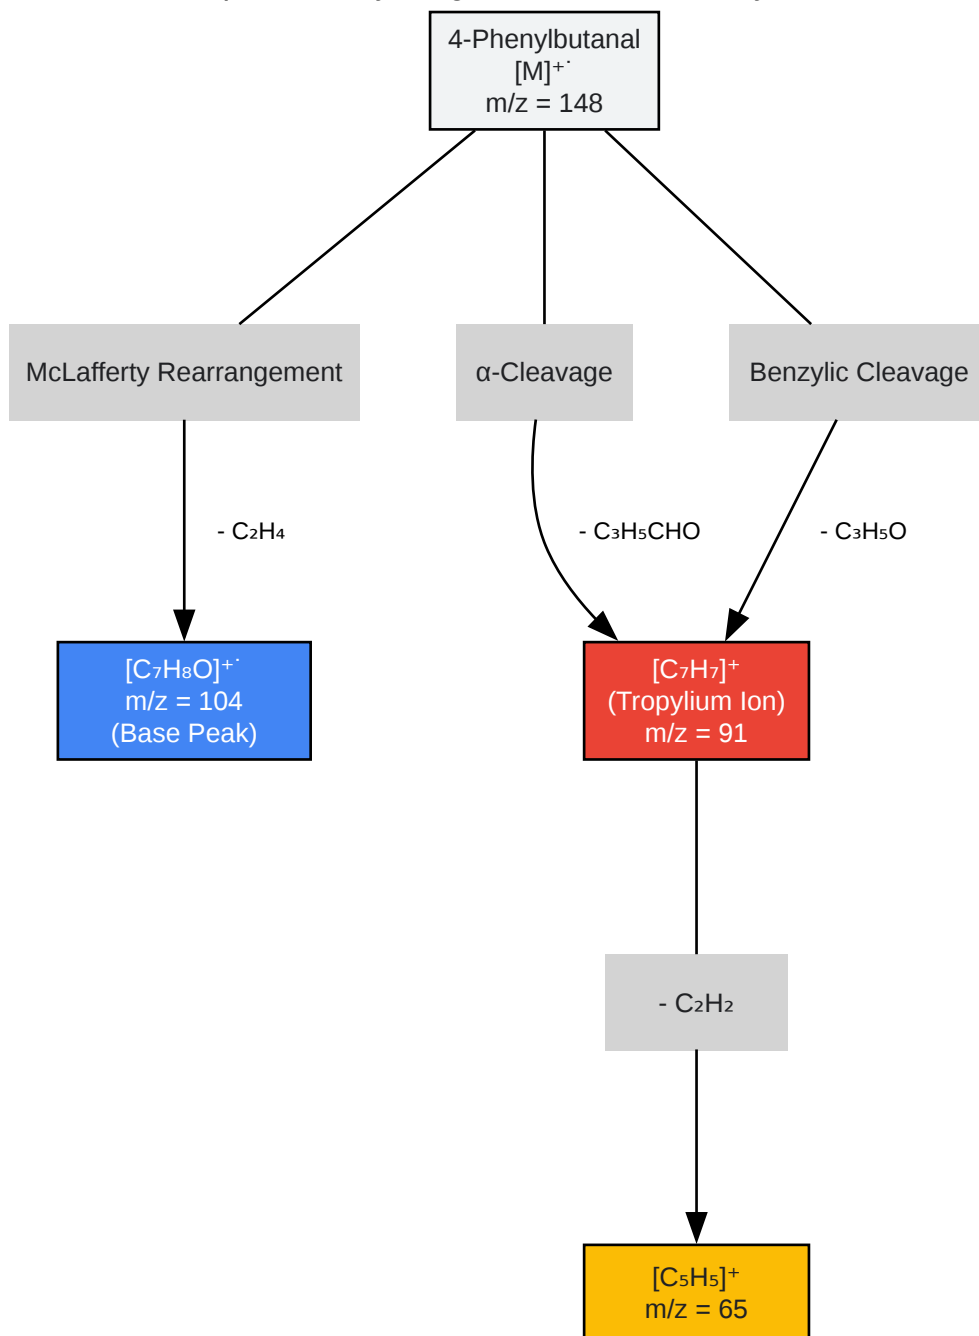 4-Phenylbutanal
[M]⁺˙
m/z = 148
McLafferty Rearrangement
α-Cleavage
Benzylic Cleavage
- C₂H₄
- C₃H₅CHO
- C₃H₅O
[C₇H₈O]⁺˙
m/z = 104
(Base Peak)
[C₇H₇]⁺
(Tropylium Ion)
m/z = 91
- C₂H₂
[C₅H₅]⁺
m/z = 65